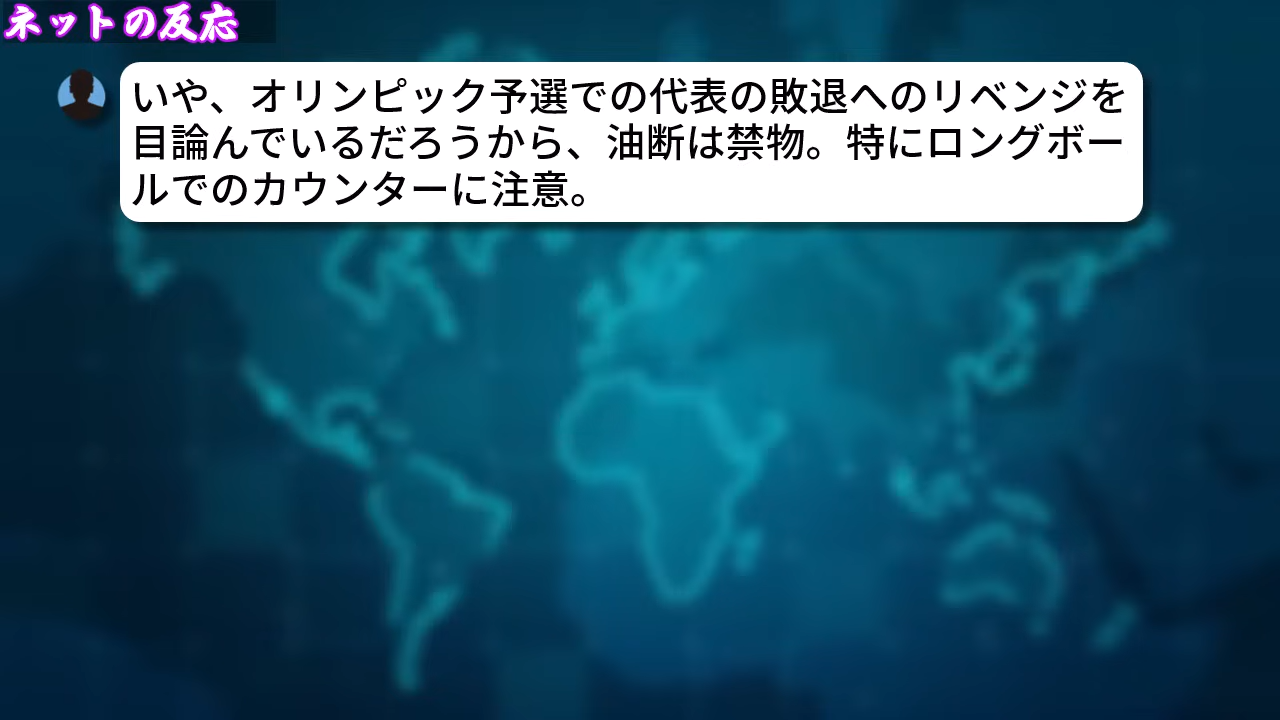 ネットの反応
いや、オリンピック予選での代表の敗退へのリベンジを
目論んでいるだろうから、油断は禁物。特にロングボー
ルでのカウンターに注意。